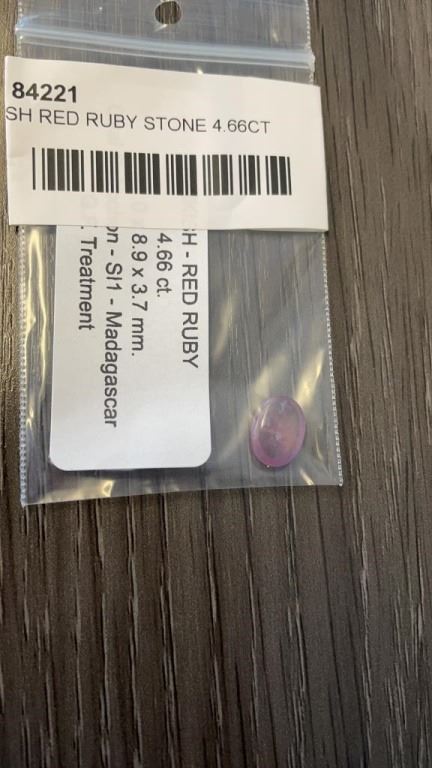 84221
SH RED RUBY STONE 4.66CT
SH - RED RUBY
4.66 ct.
8.9 x 3.7 mm.
on - SI1 - Madagascar
Treatment